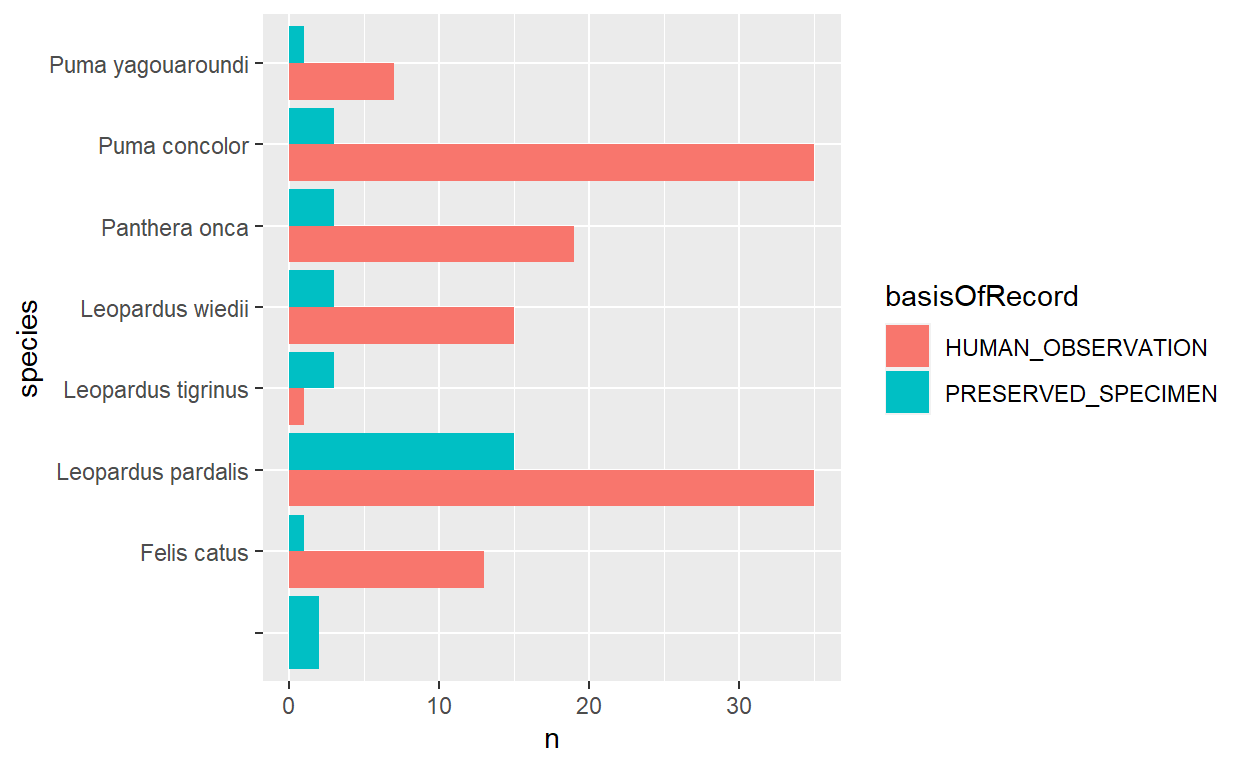 Puma yagouaroundi
Puma concolor
Panthera onca
Leopardus wiedii
Leopardus tigrinus
Leopardus pardalis
Felis catus
species
0 10 20 30
n
basisOfRecord
HUMAN_OBSERVATION
PRESERVED_SPECIMEN